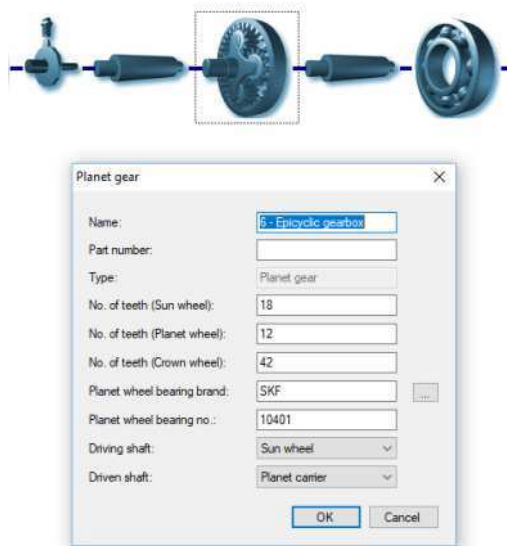 Planet gear
Name: 6 - Epicyclic gearbox
Part number:
Type: Planet gear
No. of teeth (Sun wheel): 18
No. of teeth (Planet wheel): 12
No. of teeth (Crown wheel): 42
Planet wheel bearing brand: SKF ...
Planet wheel bearing no.: 10401
Driving shaft: Sun wheel
Driven shaft: Planet carrier
OK Cancel